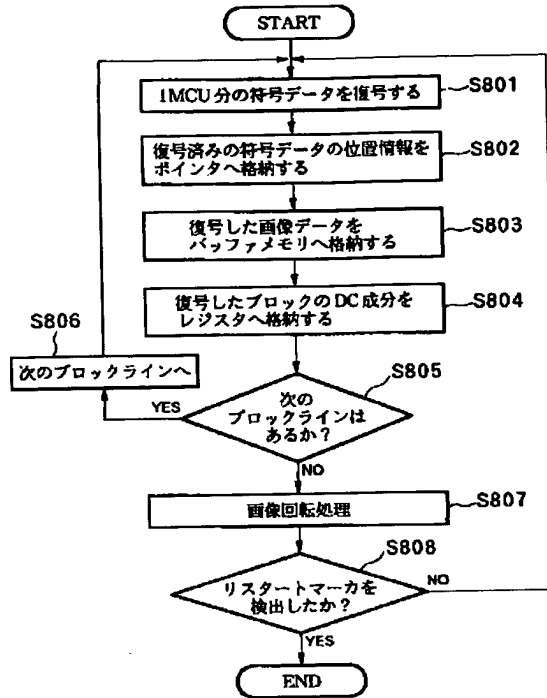 START
1MCU分の符号データを復号する
S801
復号済みの符号データの位置情報を
ポインタへ格納する
S802
復号した画像データを
バッファメモリへ格納する
S803
復号したブロックのDC成分を
レジスタへ格納する
S804
S806
次のブロックラインへ
S805
次の
ブロックラインは
あるか?
YES
NO
画像回転処理
S807
S808
リスタートマーカを
検出したか?
NO
YES
END